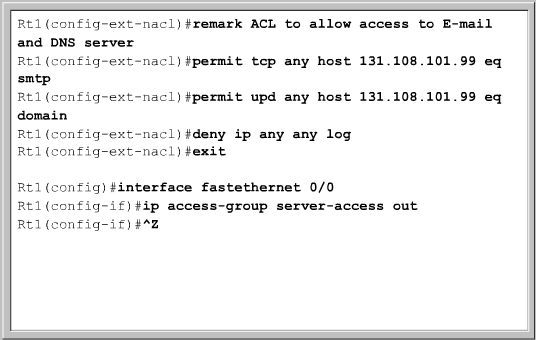 Rt1(config-ext-nacl)#remark ACL to allow access to E-mail
and DNS server
Rt1(config-ext-nacl)#permit tcp any host 131.108.101.99 eq
smtp
Rt1(config-ext-nacl)#permit upd any host 131.108.101.99 eq
domain
Rt1(config-ext-nacl)#deny ip any any log
Rt1(config-ext-nacl)#exit
Rt1(config)#interface fastethernet 0/0
Rt1(config-if)#ip access-group server-access out
Rt1(config-if)#^Z